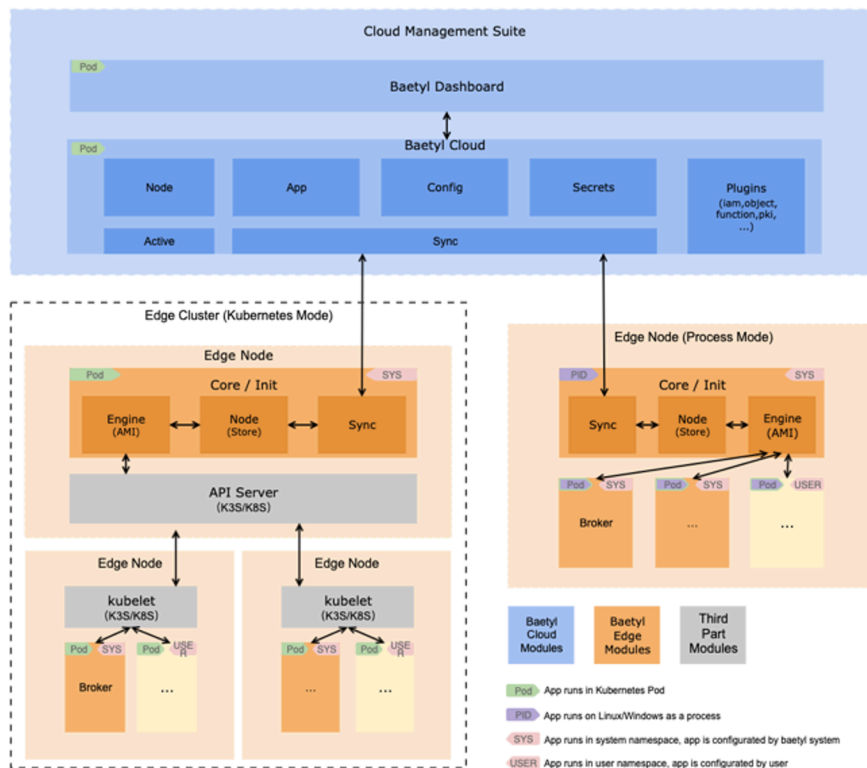 Cloud Management Suite
Pod
Baetyl Dashboard
Pod
Baetyl Cloud
Node
App
Config
Secrets
Plugins
(iam,object,
function,pki,
...)
Active
Sync
Edge Cluster (Kubernetes Mode)
Edge Node
Pod
SYS
Core / Init
Engine
(AMI)
Node
(Store)
Sync
API Server
(K3S/K8S)
Edge Node
kubelet
(K3S/K8S)
Pod
SYS
Broker
Pod
USE
R
...
Edge Node
kubelet
(K3S/K8S)
Pod
SYS
...
Pod
USE
R
...
Edge Node (Process Mode)
PID
SYS
Core / Init
Sync
Node
(Store)
Engine
(AMI)
Pod
SYS
Broker
Pod
SYS
...
Pod
USER
...
Baetyl
Cloud
Modules
Baetyl
Edge
Modules
Third
Part
Modules
Pod App runs in Kubernetes Pod
PID App runs on Linux/Windows as a process
SYS App runs in system namespace, app is configurated by baetyl system
USER App runs in user namespace, app is configurated by user